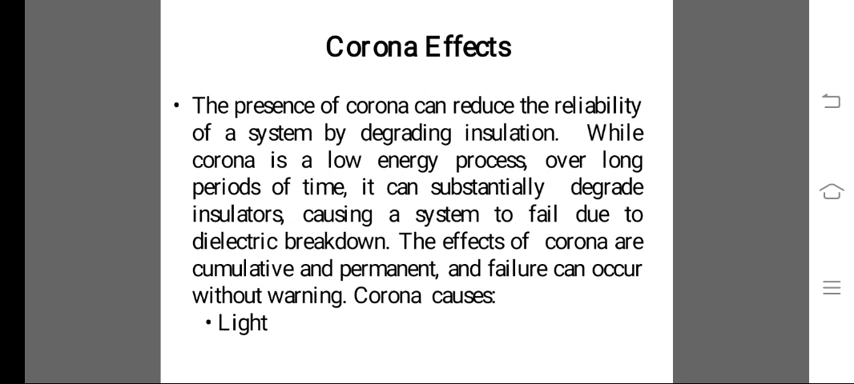 Corona Effects
• The presence of corona can reduce the reliability
of a system by degrading insulation. While
corona is a low energy process, over long
periods of time, it can substantially degrade
insulators, causing a system to fail due to
dielectric breakdown. The effects of corona are
cumulative and permanent, and failure can occur
without warning. Corona causes:
• Light